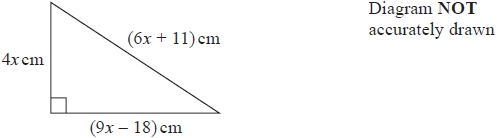 Diagram NOT
accurately drawn
(6x + 11) cm
4x cm
(9x – 18) cm